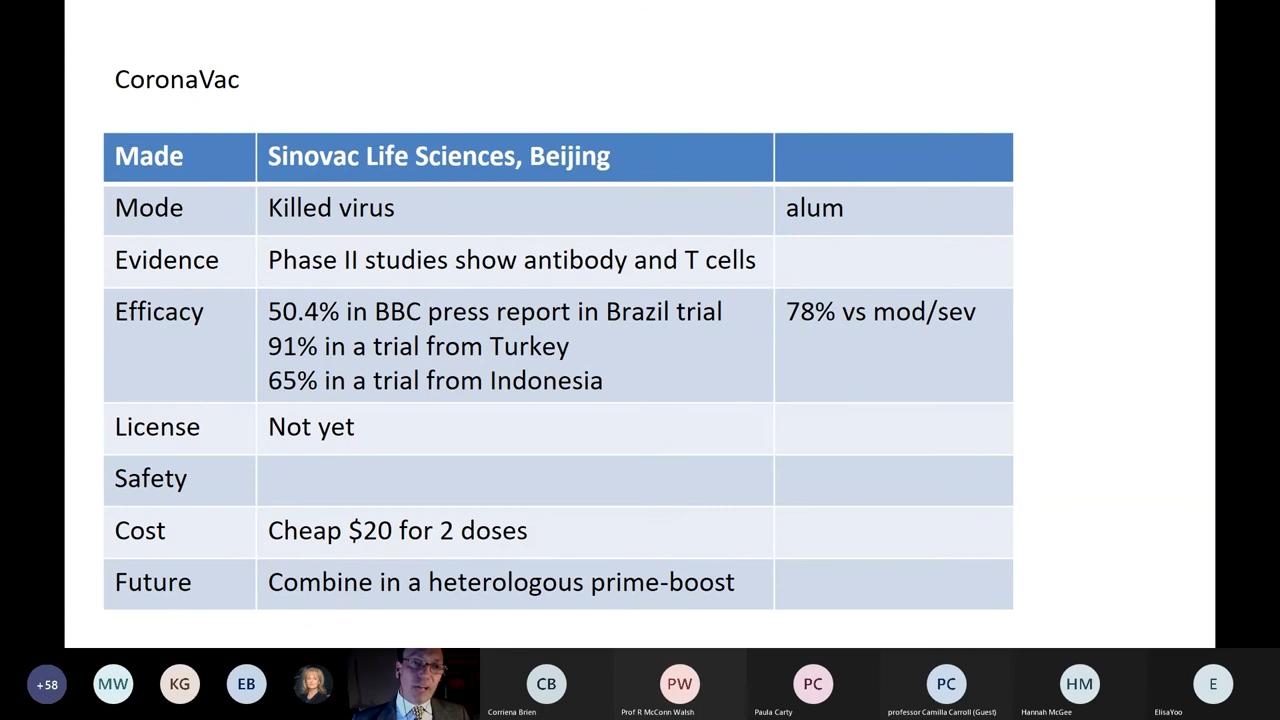 CoronaVac
Made Sinovac Life Sciences, Beijing
Mode Killed virus alum
Evidence Phase II studies show antibody and T cells
Efficacy 50.4% in BBC press report in Brazil trial 78% vs mod/sev
91% in a trial from Turkey
65% in a trial from Indonesia
License Not yet
Safety
Cost Cheap $20 for 2 doses
Future Combine in a heterologous prime-boost
+58 MW KG EB CB PW PC PC HM E
Corriena Brien Prof R McConn Walsh Paula Carty professor Camilla Carroll (Guest) Hannah McGee ElisaYoo